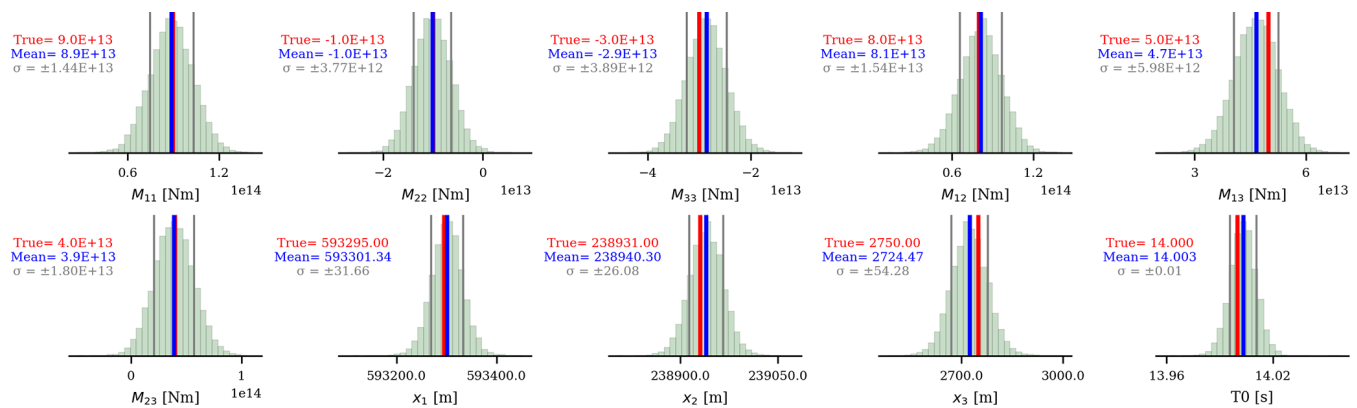 True= 9.0E+13
Mean= 8.9E+13
σ = ±1.44E+13
0.6 1.2
1e14
M₁₁ [Nm]
True= -1.0E+13
Mean= -1.0E+13
σ = ±3.77E+12
−2 0
1e13
M₂₂ [Nm]
True= -3.0E+13
Mean= -2.9E+13
σ = ±3.89E+12
−4 −2
1e13
M₃₃ [Nm]
True= 8.0E+13
Mean= 8.1E+13
σ = ±1.54E+13
0.6 1.2
1e14
M₁₂ [Nm]
True= 5.0E+13
Mean= 4.7E+13
σ = ±5.98E+12
3 6
1e13
M₁₃ [Nm]
True= 4.0E+13
Mean= 3.9E+13
σ = ±1.80E+13
0 1
1e14
M₂₃ [Nm]
True= 593295.00
Mean= 593301.34
σ = ±31.66
593200.0 593400.0
x₁ [m]
True= 238931.00
Mean= 238940.30
σ = ±26.08
238900.0 239050.0
x₂ [m]
True= 2750.00
Mean= 2724.47
σ = ±54.28
2700.0 3000.0
x₃ [m]
True= 14.000
Mean= 14.003
σ = ±0.01
13.96 14.02
T0 [s]